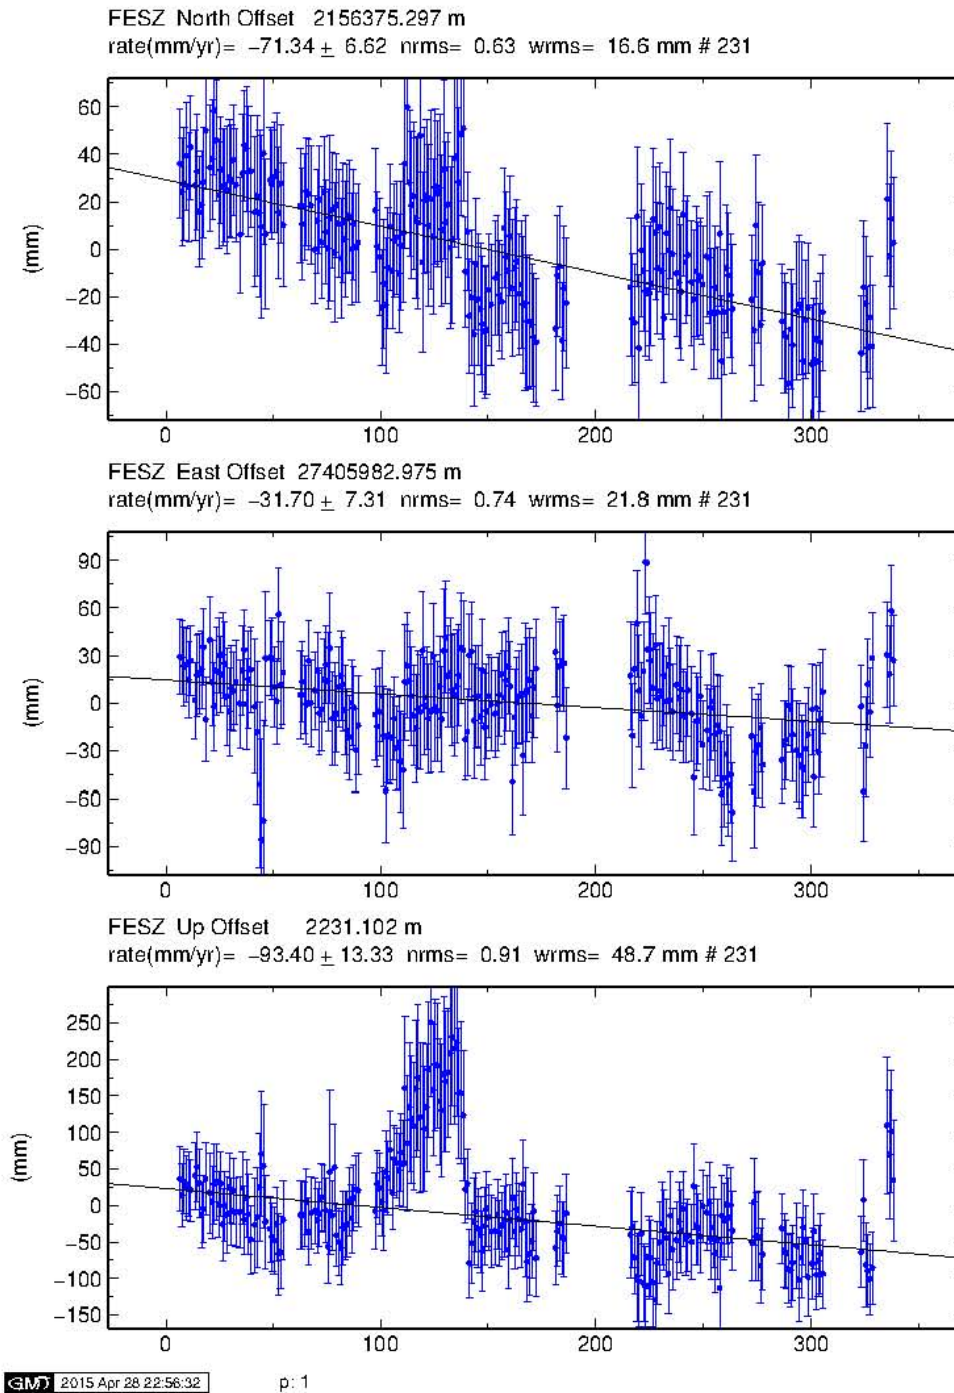 FESZ North Offset 2156375.297 m
rate(mm/yr)= −71.34 ± 6.62 nrms= 0.63 wrms= 16.6 mm # 231
60
40
20
0
−20
−40
−60
(mm)
0 100 200 300
FESZ East Offset 27405982.975 m
rate(mm/yr)= −31.70 ± 7.31 nrms= 0.74 wrms= 21.8 mm # 231
90
60
30
0
−30
−60
−90
(mm)
0 100 200 300
FESZ Up Offset 2231.102 m
rate(mm/yr)= −93.40 ± 13.33 nrms= 0.91 wrms= 48.7 mm # 231
250
200
150
100
50
0
−50
−100
−150
(mm)
0 100 200 300
GMT 2015 Apr 28 22:56:32 p: 1